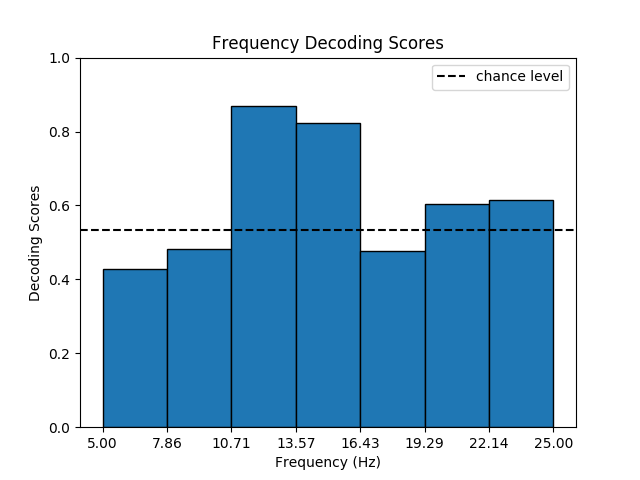 Frequency Decoding Scores
chance level
1.0
0.8
0.6
0.4
0.2
0.0
Decoding Scores
5.00 7.86 10.71 13.57 16.43 19.29 22.14 25.00
Frequency (Hz)